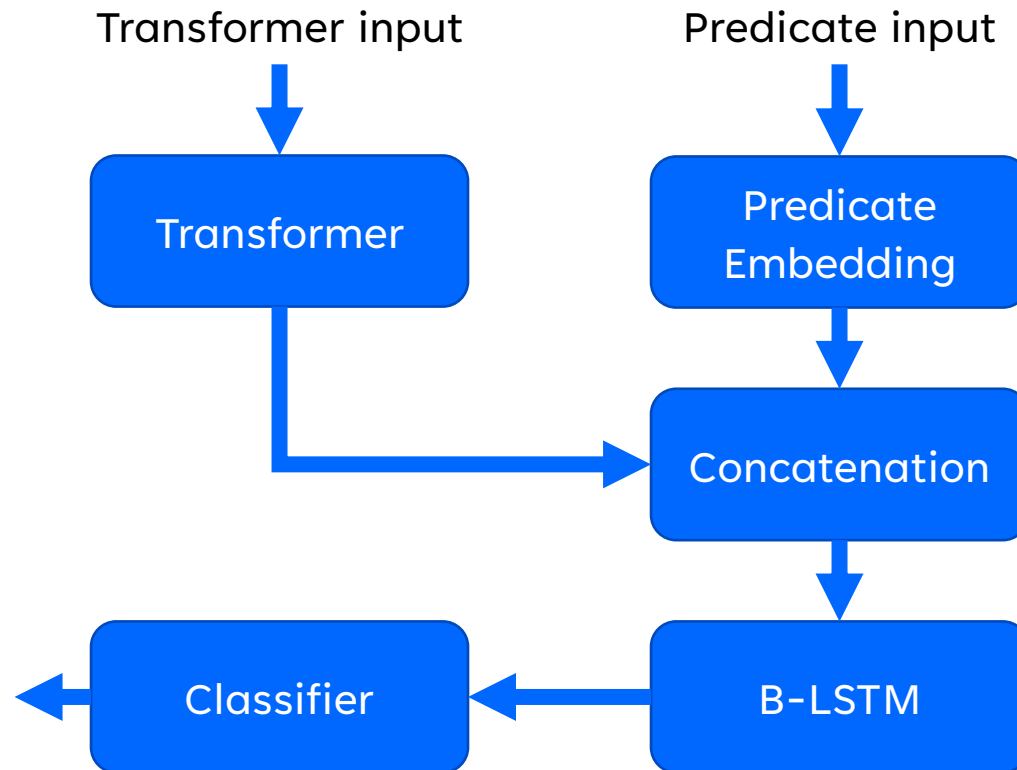 Transformer input
Predicate input
Transformer
Predicate
Embedding
Concatenation
Classifier
B-LSTM